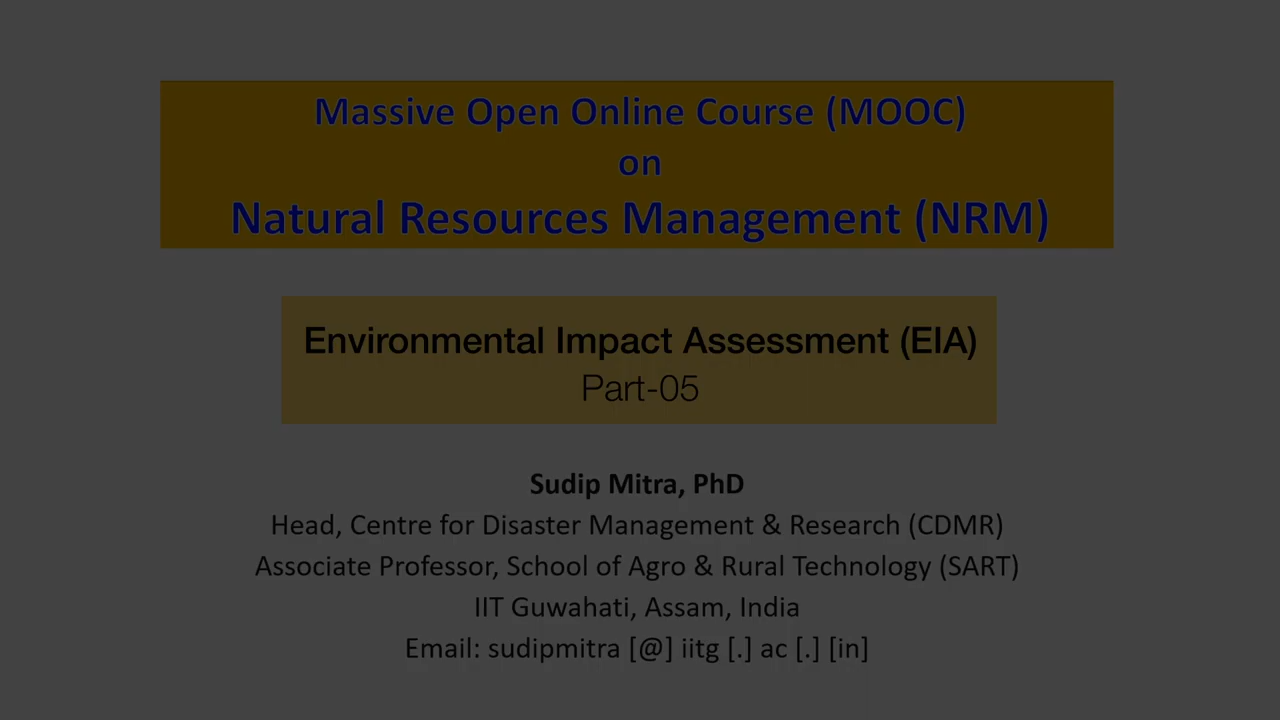 Massive Open Online Course (MOOC)
on
Natural Resources Management (NRM)
Environmental Impact Assessment (EIA)
Part-05
Sudip Mitra, PhD
Head, Centre for Disaster Management & Research (CDMR)
Associate Professor, School of Agro & Rural Technology (SART)
IIT Guwahati, Assam, India
Email: sudipmitra [@] iitg [.] ac [.] [in]